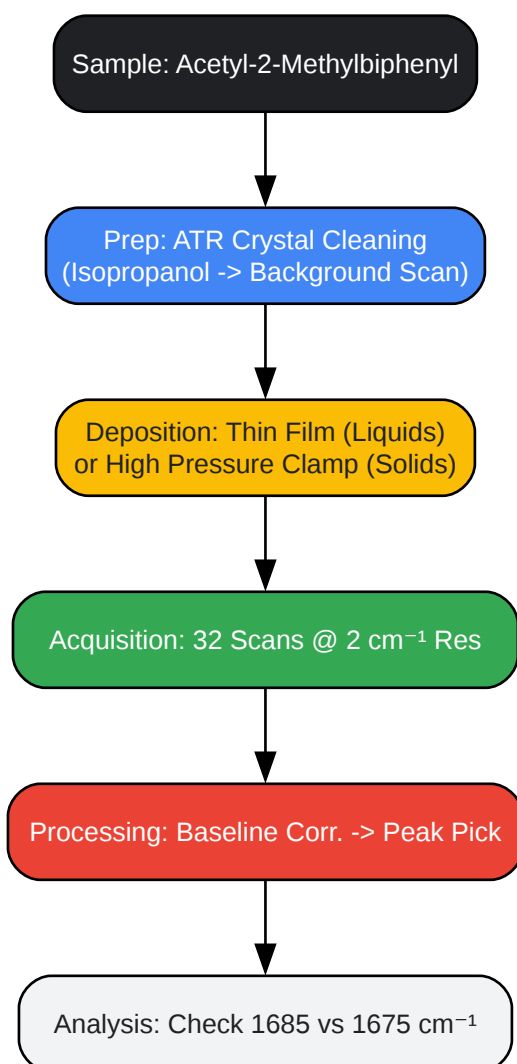 Sample: Acetyl-2-Methylbiphenyl
Prep: ATR Crystal Cleaning
(Isopropanol -> Background Scan)
Deposition: Thin Film (Liquids)
or High Pressure Clamp (Solids)
Acquisition: 32 Scans @ 2 cm⁻¹ Res
Processing: Baseline Corr. -> Peak Pick
Analysis: Check 1685 vs 1675 cm⁻¹